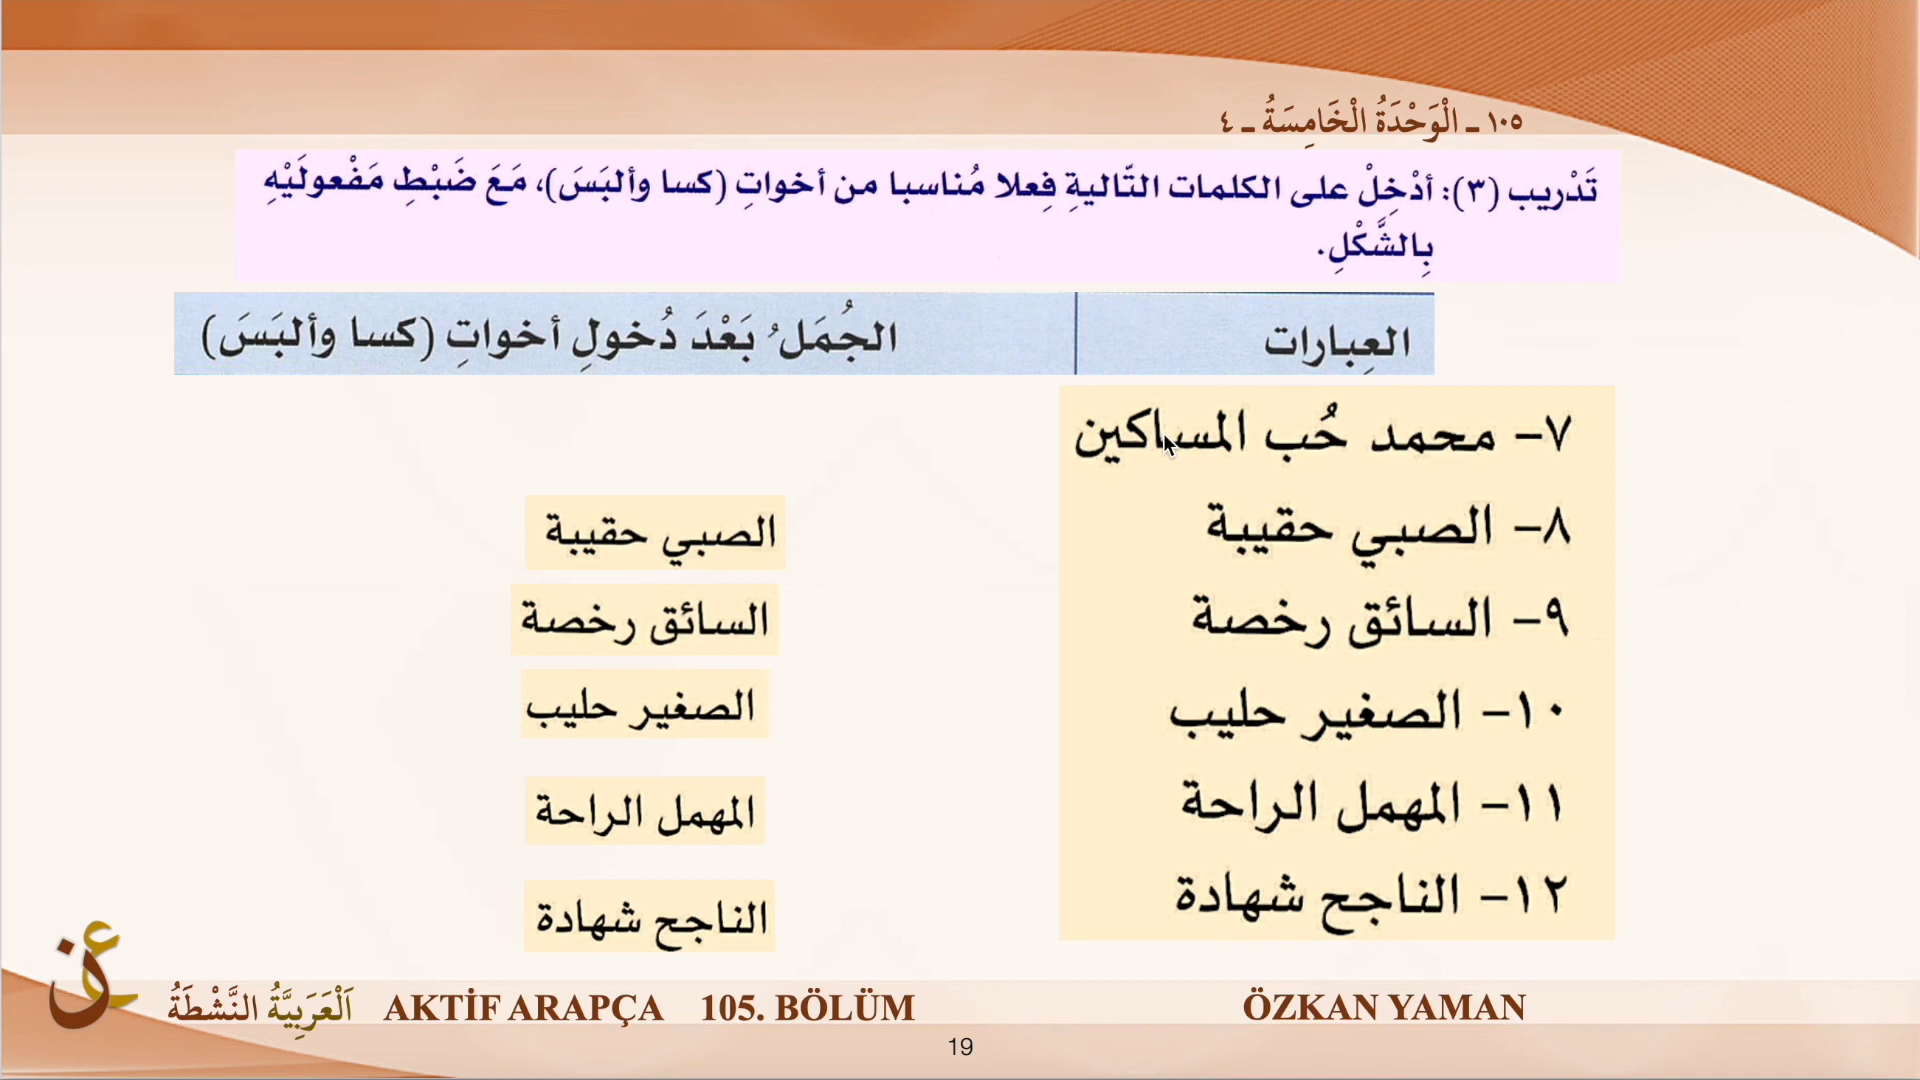 ١٠٥ ـ الْوَحْدَةُ الْخَامِسَةُ ـ ٤
تَدْريب (٣): أدْخِلْ على الكلمات التّاليةِ فِعلا مُناسبا من أخواتِ (كسا وألبَسَ)، مَعَ ضَبْطِ مَفْعولَيْهِ
بِالشَّكْلِ.
العِبارات
الجُمَلُ بَعْدَ دُخولِ أخواتِ (كسا وألبَسَ)
٧– محمد حُب المساكين
٨– الصبي حقيبة
الصبي حقيبة
٩– السائق رخصة
السائق رخصة
١٠– الصغير حليب
الصغير حليب
١١– المهمل الراحة
المهمل الراحة
١٢– الناجح شهادة
الناجح شهادة
اَلْعَرَبِيَّةُ النَّشْطَةُ AKTİF ARAPÇA 105. BÖLÜM ÖZKAN YAMAN
19